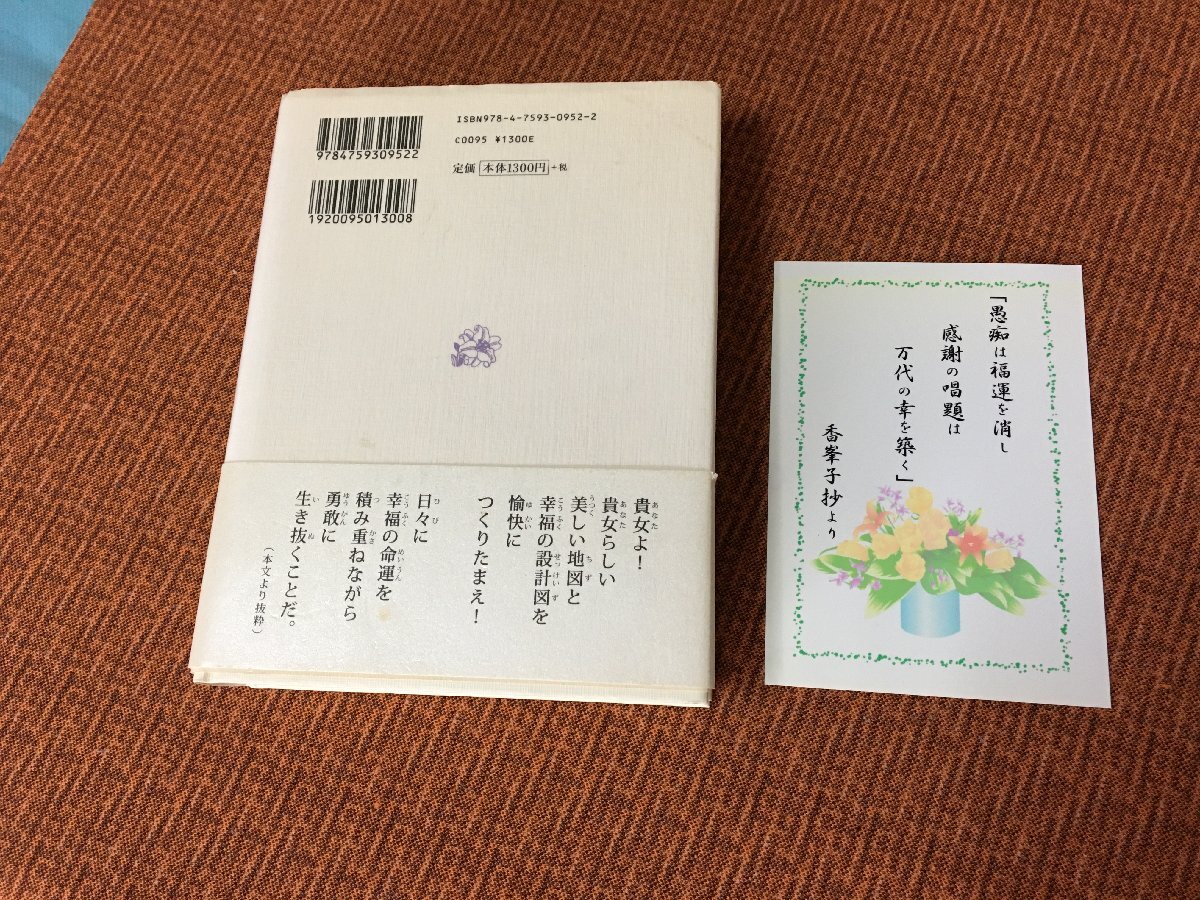 ISBN978-4-7593-0952-2
C0095 ¥1300E
定価 本体1300円 +税
9784759309522
1920095013008
貴女よ！
貴女らしい
美しい地図と
幸福の設計図を
愉快に
つくりたまえ！
日々に
幸福の命運を
積み重ねながら
勇敢に
生き抜くことだ。
（本文より抜粋）
「愚痴は福運を消し
感謝の唱題は
万代の幸を築く」
香峯子抄より